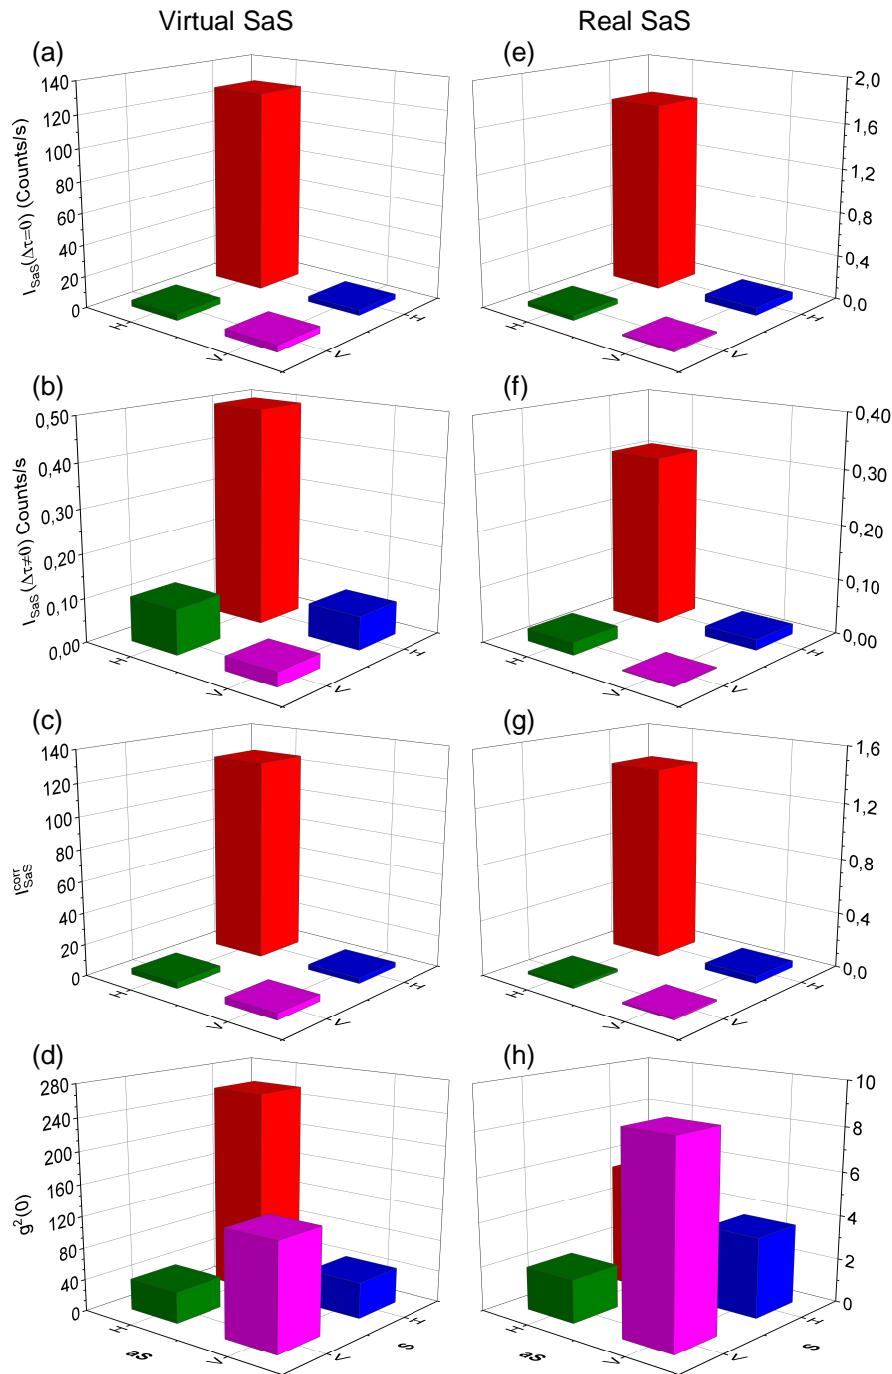 Virtual SaS
Real SaS
(a)
(e)
I_SaS(Δτ=0) (Counts/s)
140
120
100
80
60
40
20
0
H
V
V
H
2,0
1,6
1,2
0,8
0,4
0,0
H
V
V
H
(b)
(f)
I_SaS(Δτ≠0) Counts/s
0,50
0,40
0,30
0,20
0,10
0,00
H
V
V
H
0,40
0,30
0,20
0,10
0,00
H
V
V
H
(c)
(g)
I^corr_SaS
140
120
100
80
60
40
20
0
H
V
V
H
1,6
1,2
0,8
0,4
0,0
H
V
V
H
(d)
(h)
g²(0)
280
240
200
160
120
80
40
0
H
V
V
H
as
S
10
8
6
4
2
0
H
V
V
H
as
S